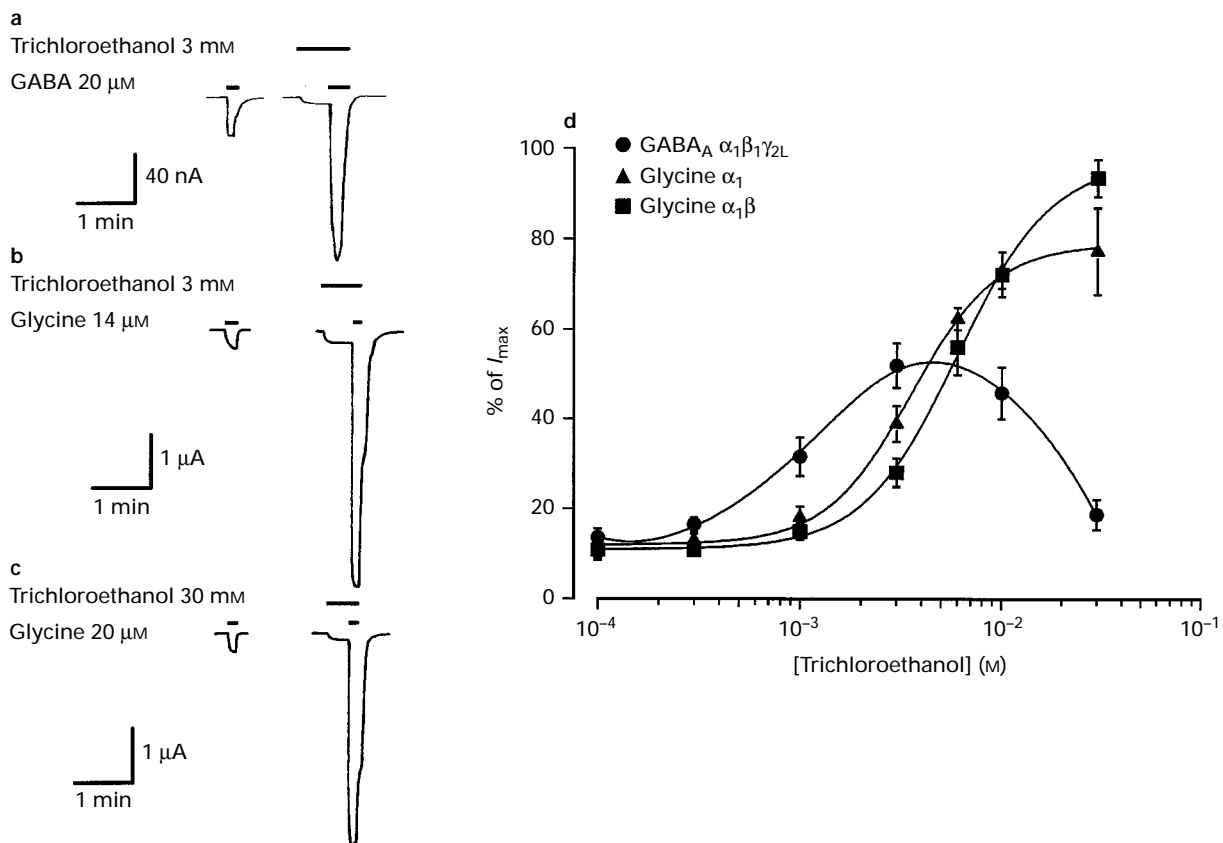 a
Trichloroethanol 3 mM
GABA 20 µM
40 nA
1 min
b
Trichloroethanol 3 mM
Glycine 14 µM
1 µA
1 min
c
Trichloroethanol 30 mM
Glycine 20 µM
1 µA
1 min
d
GABA_A α₁β₁γ₂L
Glycine α₁
Glycine α₁β
% of I_max
100
80
60
40
20
0
10⁻⁴
10⁻³
10⁻²
10⁻¹
[Trichloroethanol] (M)